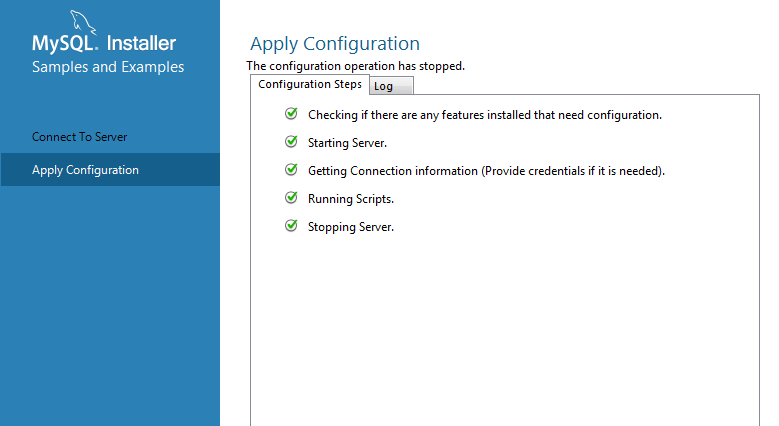 MySQL. Installer
Samples and Examples
Connect To Server
Apply Configuration
Apply Configuration
The configuration operation has stopped.
Configuration Steps
Log
Checking if there are any features installed that need configuration.
Starting Server.
Getting Connection information (Provide credentials if it is needed).
Running Scripts.
Stopping Server.